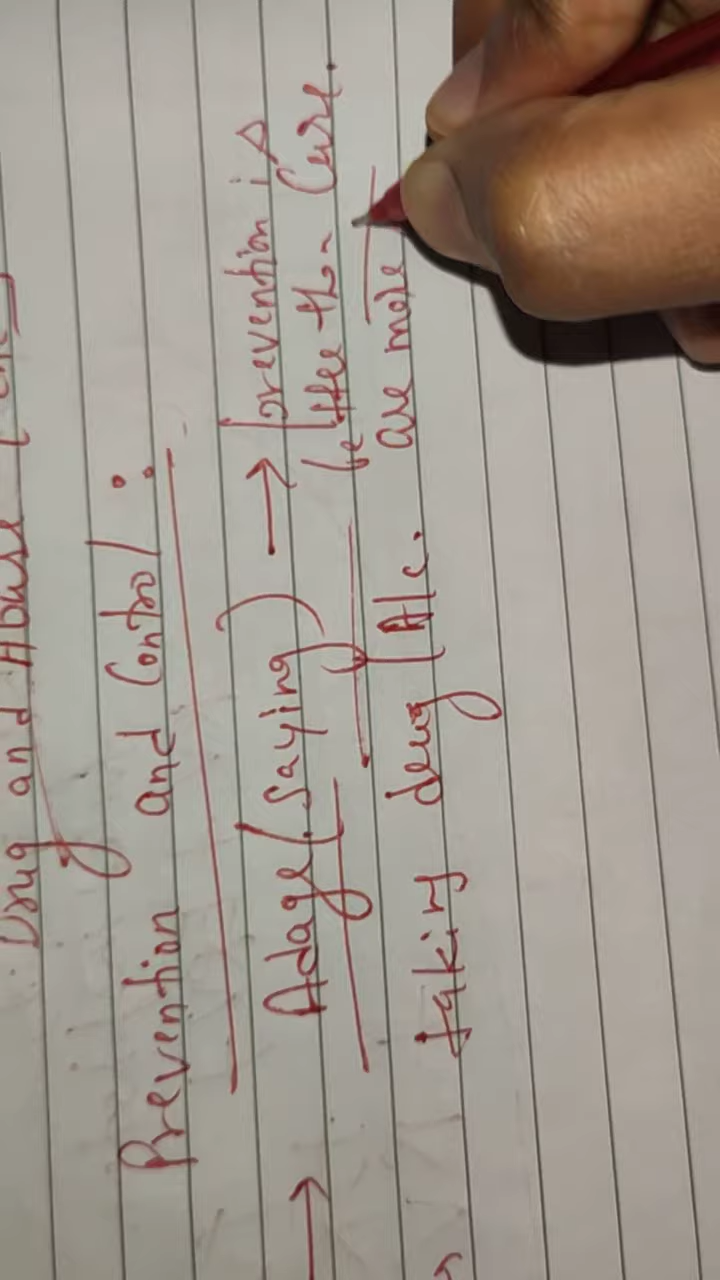 Drug and Abuse
Prevention and Control :
→ Adage (saying) → prevention is
better than Cure.
taking drug / Alc. are more